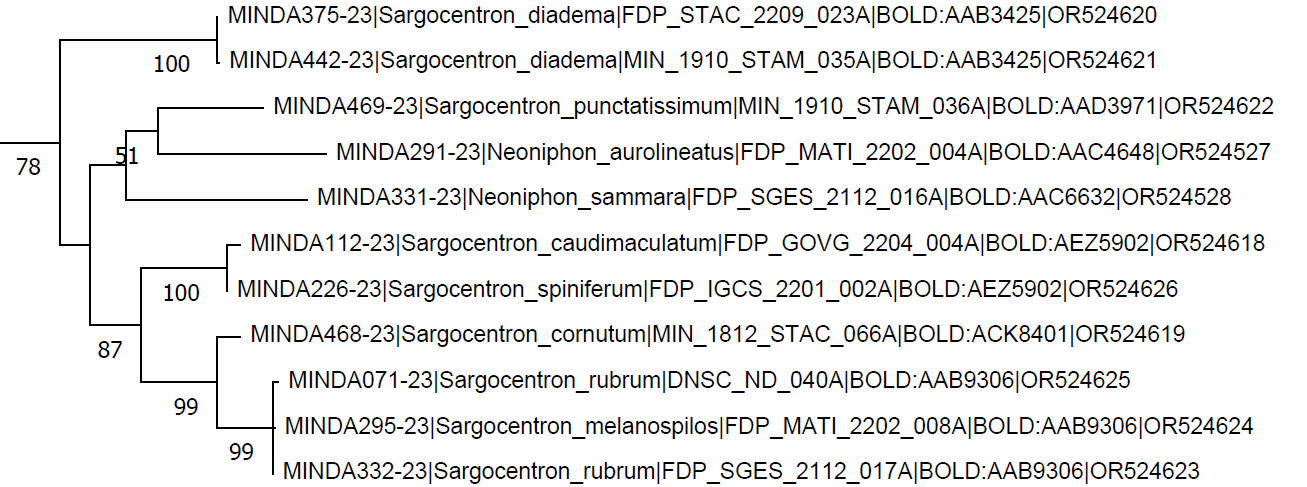 MINDA375-23|Sargocentron_diadema|FDP_STAC_2209_023A|BOLD:AAB3425|OR524620
MINDA442-23|Sargocentron_diadema|MIN_1910_STAM_035A|BOLD:AAB3425|OR524621
100
MINDA469-23|Sargocentron_punctatissimum|MIN_1910_STAM_036A|BOLD:AAD3971|OR524622
MINDA291-23|Neoniphon_aurolineatus|FDP_MATI_2202_004A|BOLD:AAC4648|OR524527
51
78
MINDA331-23|Neoniphon_sammara|FDP_SGES_2112_016A|BOLD:AAC6632|OR524528
MINDA112-23|Sargocentron_caudimaculatum|FDP_GOVG_2204_004A|BOLD:AEZ5902|OR524618
MINDA226-23|Sargocentron_spiniferum|FDP_IGCS_2201_002A|BOLD:AEZ5902|OR524626
100
MINDA468-23|Sargocentron_cornutum|MIN_1812_STAC_066A|BOLD:ACK8401|OR524619
87
MINDA071-23|Sargocentron_rubrum|DNSC_ND_040A|BOLD:AAB9306|OR524625
99
MINDA295-23|Sargocentron_melanospilos|FDP_MATI_2202_008A|BOLD:AAB9306|OR524624
99
MINDA332-23|Sargocentron_rubrum|FDP_SGES_2112_017A|BOLD:AAB9306|OR524623